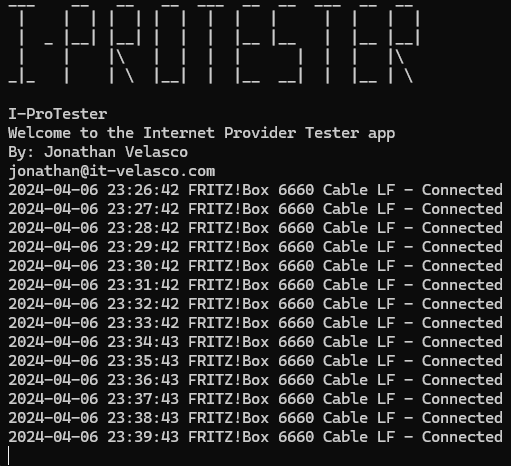 I-PROTESTER
I-ProTester
Welcome to the Internet Provider Tester app
By: Jonathan Velasco
jonathan@it-velasco.com
2024-04-06 23:26:42 FRITZ!Box 6660 Cable LF - Connected
2024-04-06 23:27:42 FRITZ!Box 6660 Cable LF - Connected
2024-04-06 23:28:42 FRITZ!Box 6660 Cable LF - Connected
2024-04-06 23:29:42 FRITZ!Box 6660 Cable LF - Connected
2024-04-06 23:30:42 FRITZ!Box 6660 Cable LF - Connected
2024-04-06 23:31:42 FRITZ!Box 6660 Cable LF - Connected
2024-04-06 23:32:42 FRITZ!Box 6660 Cable LF - Connected
2024-04-06 23:33:42 FRITZ!Box 6660 Cable LF - Connected
2024-04-06 23:34:43 FRITZ!Box 6660 Cable LF - Connected
2024-04-06 23:35:43 FRITZ!Box 6660 Cable LF - Connected
2024-04-06 23:36:43 FRITZ!Box 6660 Cable LF - Connected
2024-04-06 23:37:43 FRITZ!Box 6660 Cable LF - Connected
2024-04-06 23:38:43 FRITZ!Box 6660 Cable LF - Connected
2024-04-06 23:39:43 FRITZ!Box 6660 Cable LF - Connected